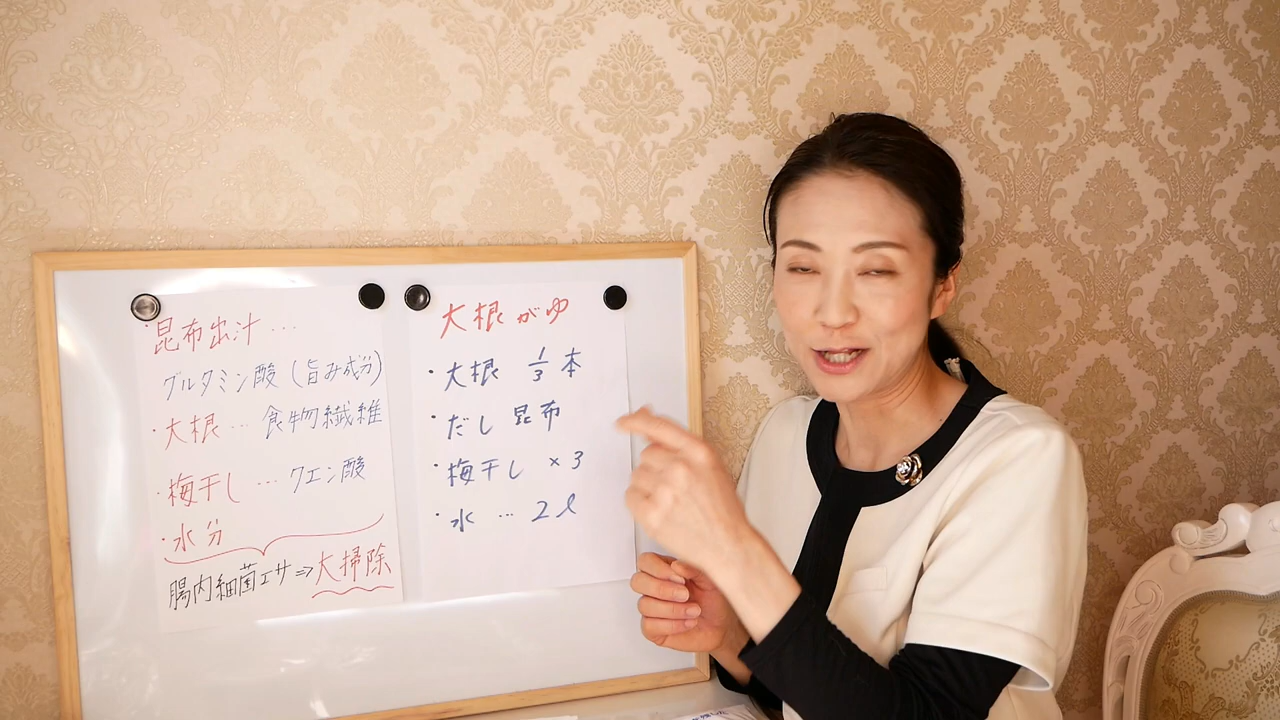 ・昆布出汁…
グルタミン酸(旨み成分)
・大根…食物繊維
・梅干し…クエン酸
・水分
腸内細菌エサ⇒大掃除
大根がゆ
・大根 1/3本
・だし昆布
・梅干し ×3
・水…2ℓ